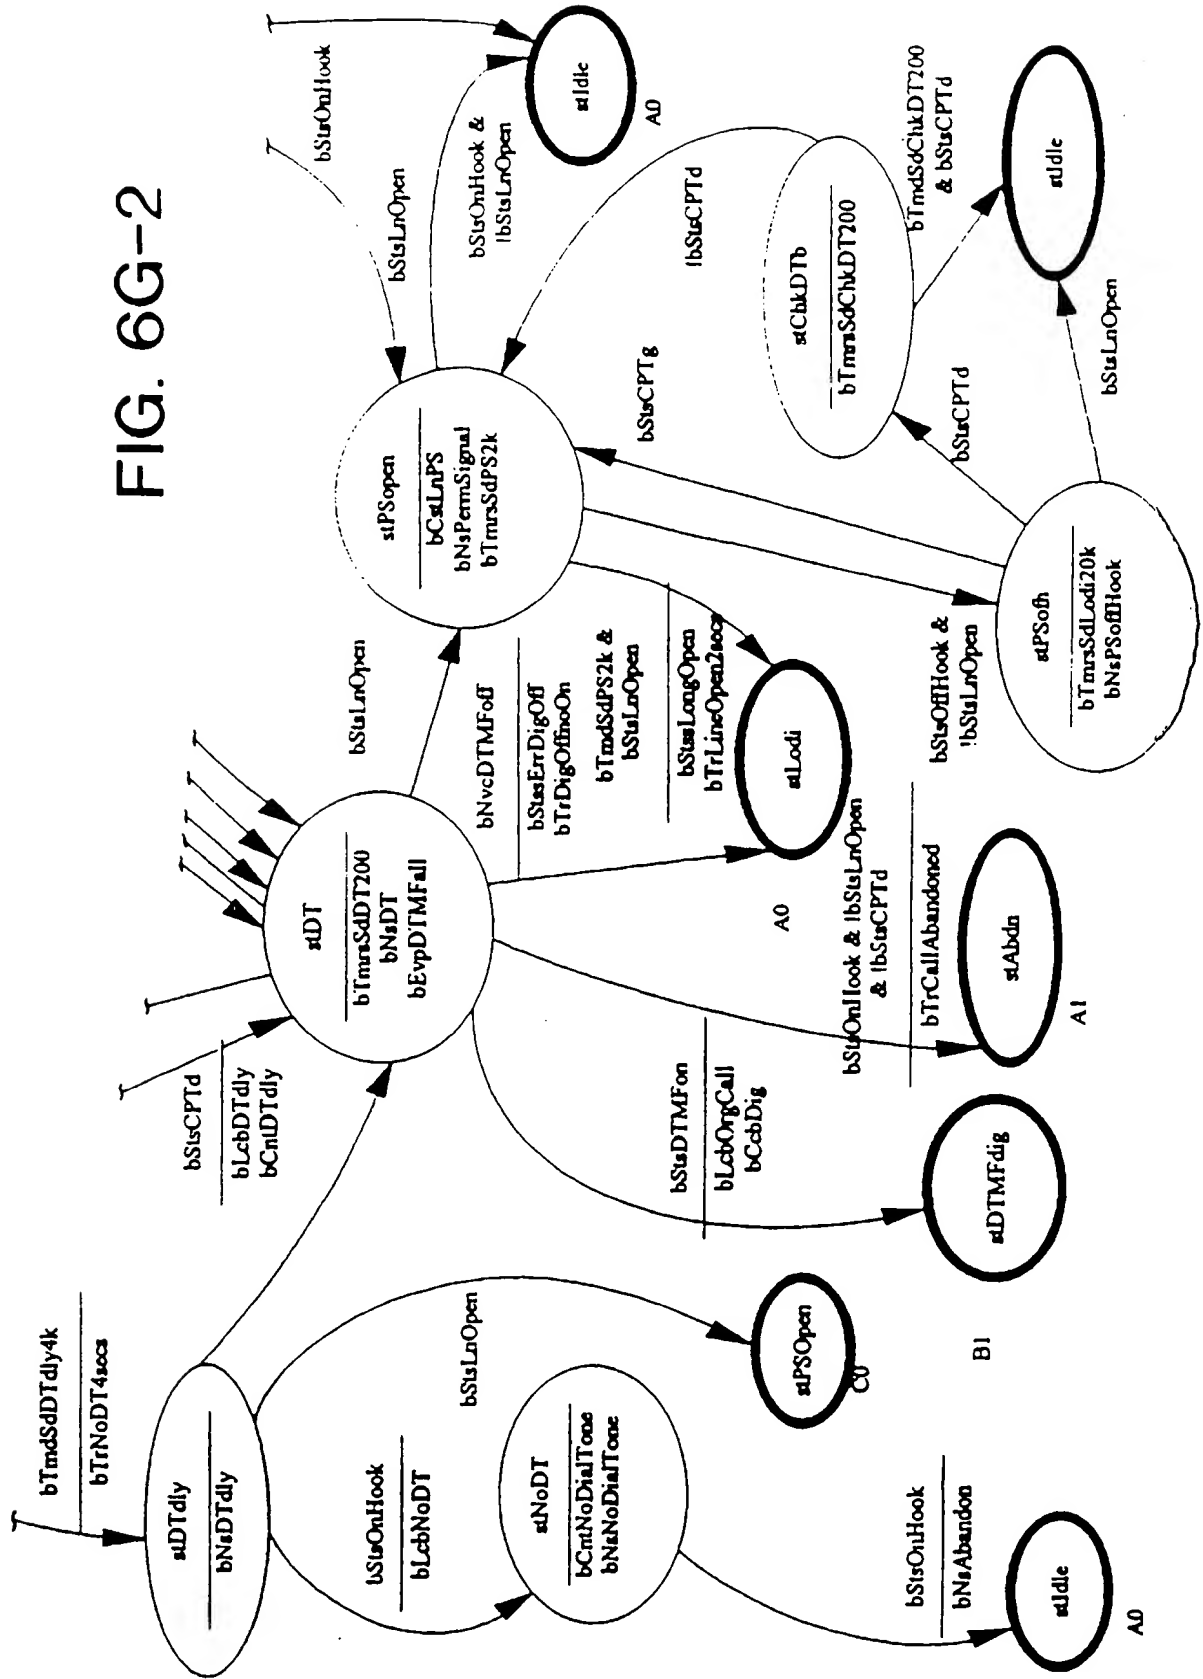 FIG. 6G-2
bTmdSdDTdly4k
bTrNoDT4secs
stDTdly
bNsDTdly
bStsCPTd
bLcbDTdly
bCntDTdly
stDT
bTmrsSdDT200
bNsDT
bEvpDTMFall
bStsLnOpen
stPSopen
bCstLnPS
bNsPermSignal
bTmrsSdPS2k
bStsOnHook
bStsLnOpen
bStsOnHook &
!bStsLnOpen
stIdle
A0
bStsOnHook
bLcbNoDT
bStsLnOpen
stNoDT
bCntNoDialTone
bNsNoDialTone
stPSOpen
C0
bStsOnHook
bNsAbandon
stIdle
A0
bStsDTMFon
bLcbOrgCall
bCcbDig
stDTMFdig
B1
bStsOnHook & !bStsLnOpen
& !bStsCPTd
bTrCallAbandoned
stAbdn
A1
bNvcDTMFoff
bStssErrDigOff
bTrDigOffnoOn
bTmdSdPS2k &
bStsLnOpen
bStssLongOpen
bTrLineOpen2secs
stLodi
A0
bStsCPTg
bStsOffHook &
!bStsLnOpen
stPSofh
bTmrsSdLodi20k
bNsPSoffHook
bStsCPTd
bStsLnOpen
!bStsCPTd
stChkDTb
bTmrsSdChkDT200
bTmdSdChkDT200
& bStsCPTd
stIdle